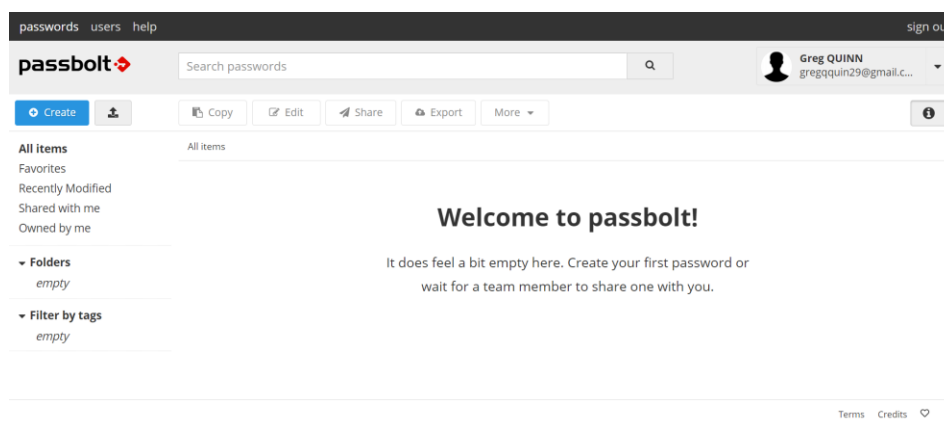 passwords users help sign ou
passbolt Search passwords Greg QUINN
gregqquin29@gmail.c...
Create Copy Edit Share Export More
All items All items
Favorites
Recently Modified
Shared with me
Owned by me
Welcome to passbolt!
Folders It does feel a bit empty here. Create your first password or
empty wait for a team member to share one with you.
Filter by tags
empty
Terms Credits